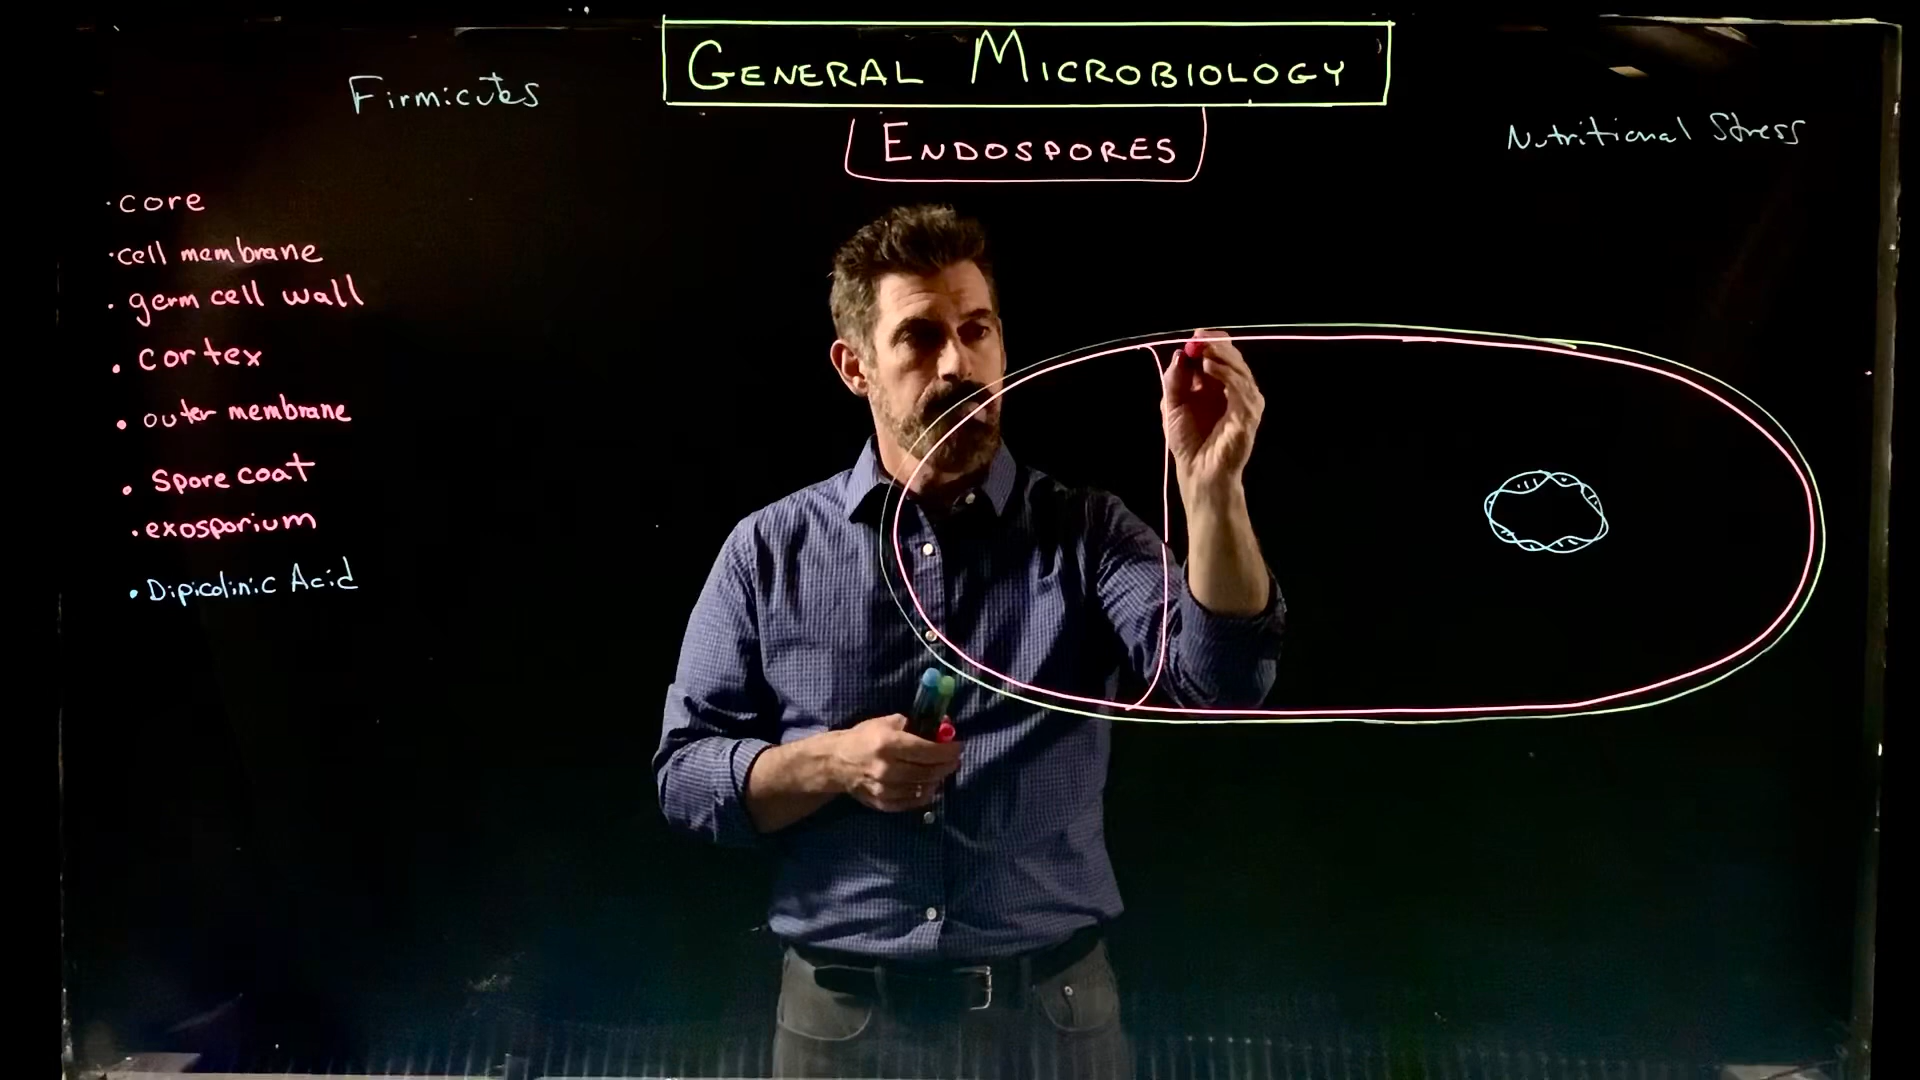 GENERAL MICROBIOLOGY
ENDOSPORES
Firmicutes
Nutritional Stress
• core
• cell membrane
• germ cell wall
• cortex
• outer membrane
• Spore coat
• exosporium
• Dipicolinic Acid